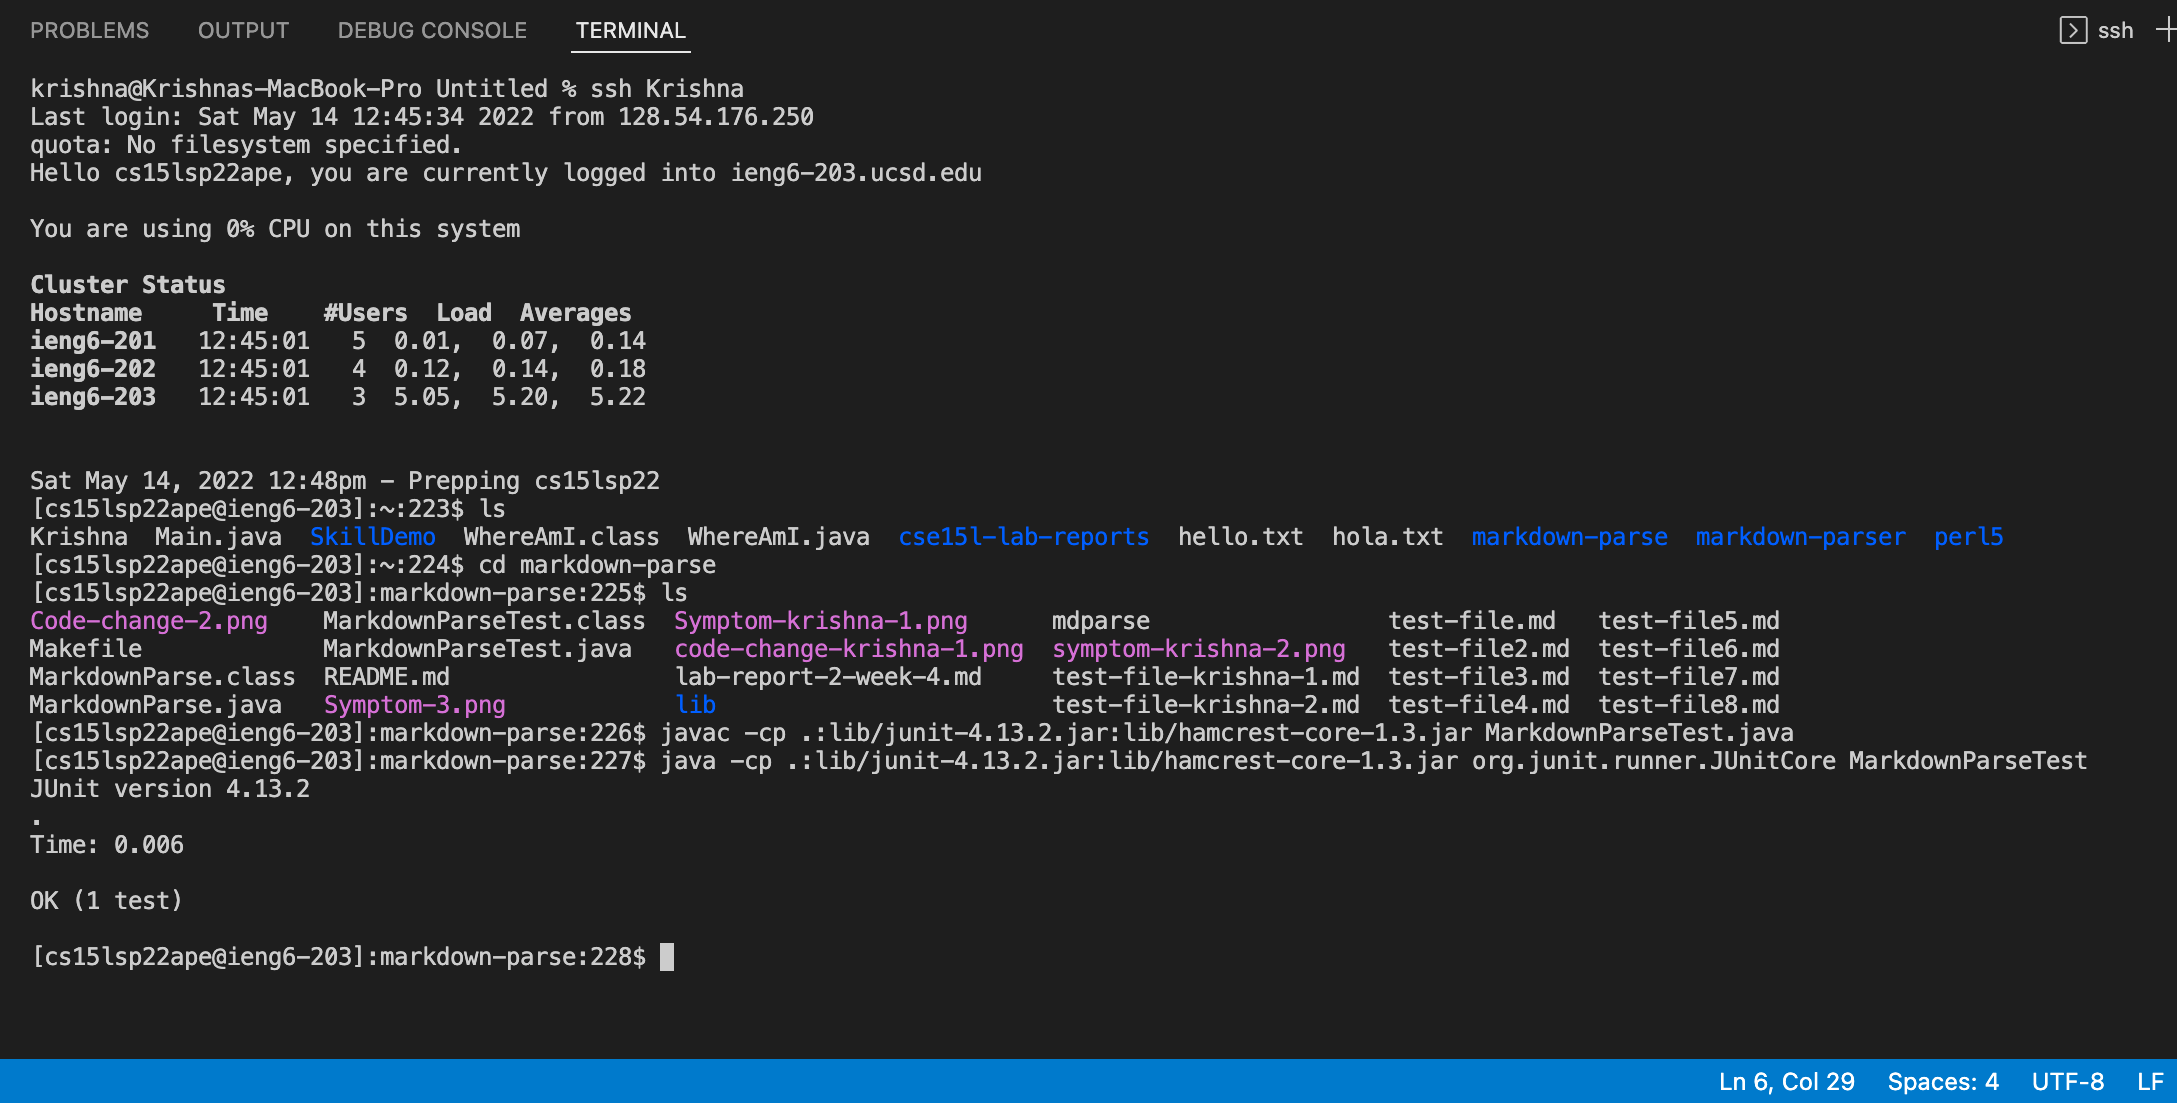 PROBLEMS OUTPUT DEBUG CONSOLE TERMINAL ssh
krishna@Krishnas-MacBook-Pro Untitled % ssh Krishna
Last login: Sat May 14 12:45:34 2022 from 128.54.176.250
quota: No filesystem specified.
Hello cs15lsp22ape, you are currently logged into ieng6-203.ucsd.edu
You are using 0% CPU on this system
Cluster Status
Hostname     Time    #Users  Load  Averages
ieng6-201   12:45:01   5  0.01,  0.07,  0.14
ieng6-202   12:45:01   4  0.12,  0.14,  0.18
ieng6-203   12:45:01   3  5.05,  5.20,  5.22
Sat May 14, 2022 12:48pm - Prepping cs15lsp22
[cs15lsp22ape@ieng6-203]:~:223$ ls
Krishna  Main.java  SkillDemo  WhereAmI.class  WhereAmI.java  cse15l-lab-reports  hello.txt  hola.txt  markdown-parse  markdown-parser  perl5
[cs15lsp22ape@ieng6-203]:~:224$ cd markdown-parse
[cs15lsp22ape@ieng6-203]:markdown-parse:225$ ls
Code-change-2.png    MarkdownParseTest.class  Symptom-krishna-1.png      mdparse                 test-file.md   test-file5.md
Makefile             MarkdownParseTest.java   code-change-krishna-1.png  symptom-krishna-2.png   test-file2.md  test-file6.md
MarkdownParse.class  README.md                lab-report-2-week-4.md     test-file-krishna-1.md  test-file3.md  test-file7.md
MarkdownParse.java   Symptom-3.png            lib                        test-file-krishna-2.md  test-file4.md  test-file8.md
[cs15lsp22ape@ieng6-203]:markdown-parse:226$ javac -cp .:lib/junit-4.13.2.jar:lib/hamcrest-core-1.3.jar MarkdownParseTest.java
[cs15lsp22ape@ieng6-203]:markdown-parse:227$ java -cp .:lib/junit-4.13.2.jar:lib/hamcrest-core-1.3.jar org.junit.runner.JUnitCore MarkdownParseTest
JUnit version 4.13.2
.
Time: 0.006
OK (1 test)
[cs15lsp22ape@ieng6-203]:markdown-parse:228$
Ln 6, Col 29 Spaces: 4 UTF-8 LF